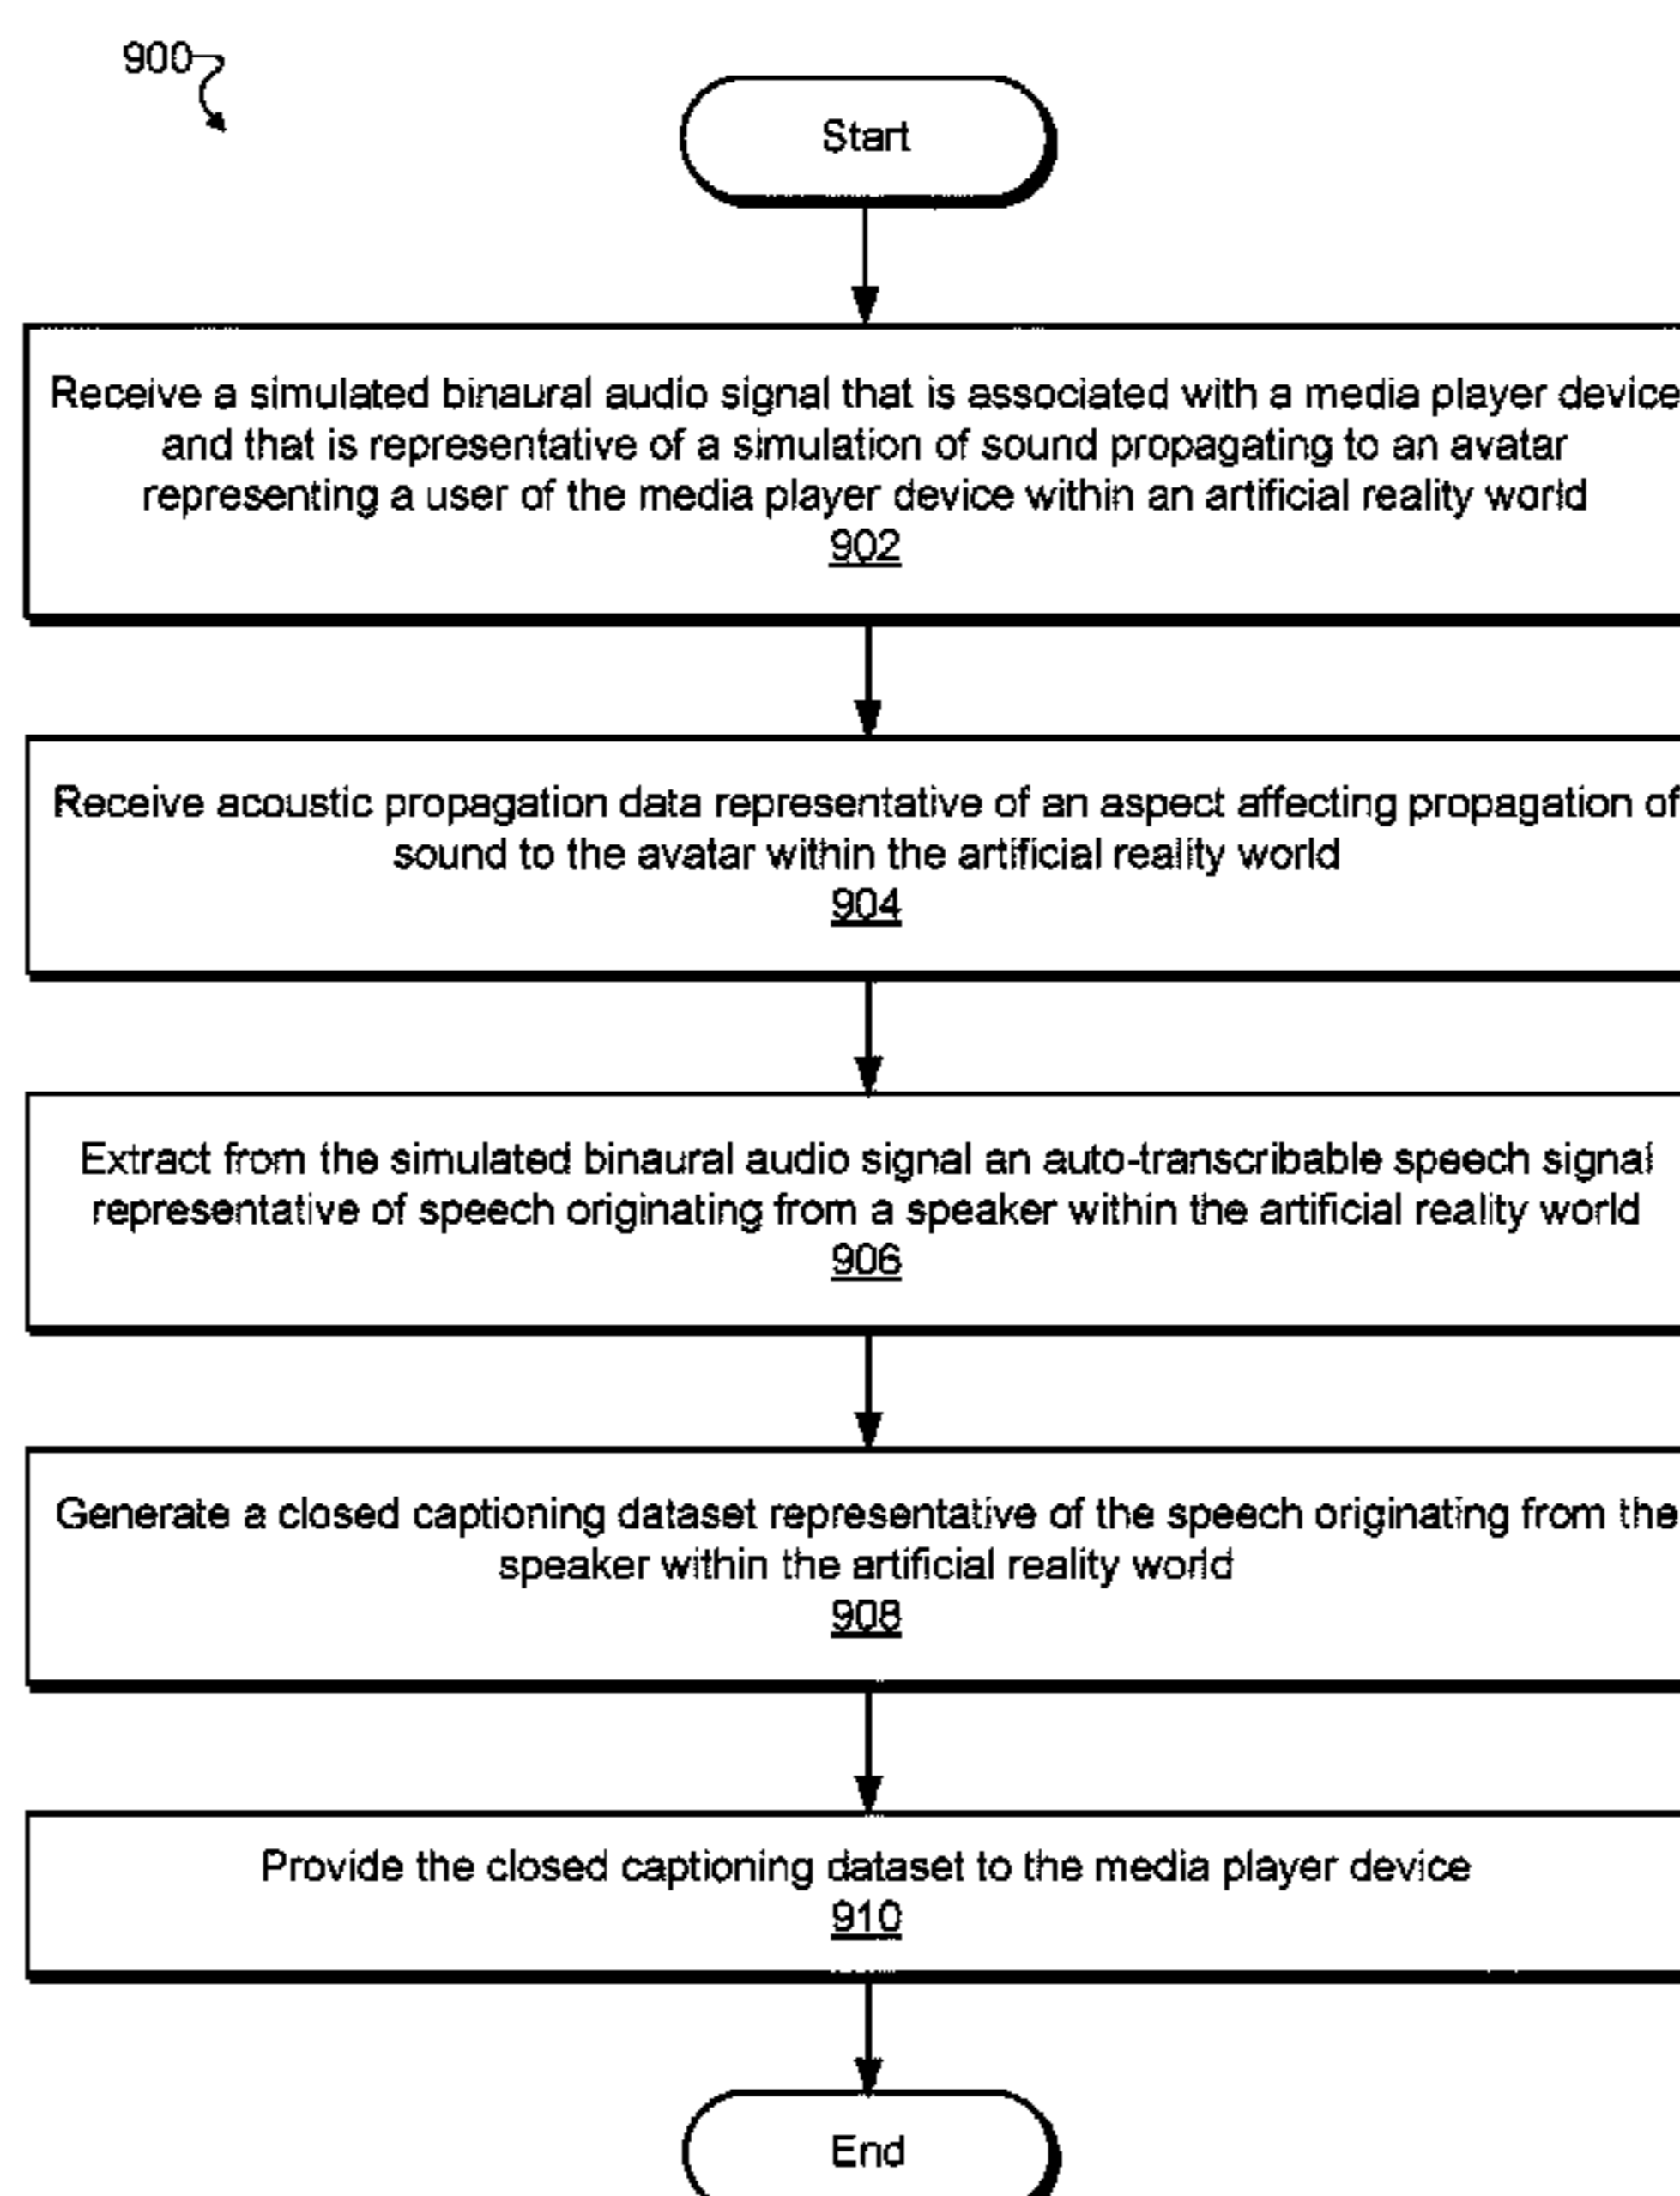 900
Start
Receive a simulated binaural audio signal that is associated with a media player device
and that is representative of a simulation of sound propagating to an avatar
representing a user of the media player device within an artificial reality world
902
Receive acoustic propagation data representative of an aspect affecting propagation of
sound to the avatar within the artificial reality world
904
Extract from the simulated binaural audio signal an auto-transcribable speech signal
representative of speech originating from a speaker within the artificial reality world
906
Generate a closed captioning dataset representative of the speech originating from the
speaker within the artificial reality world
908
Provide the closed captioning dataset to the media player device
910
End